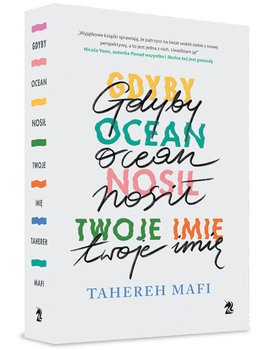 GDYBY
OCEAN
NOSIŁ
TWOJE
IMIĘ
TAHEREH
MAFI
„Wyjątkowe książki sprawiają, że patrzysz na świat wokół siebie z nowej
perspektywy, a to jest jedna z nich. Uwielbiam ją!”
Nicola Yoon, autorka Ponad wszystko i Słońce też jest gwiazdą
GDYBY
Gdyby
OCEAN
ocean
NOSIŁ
nosił
TWOJE IMIĘ
twoje imię
TAHEREH MAFI